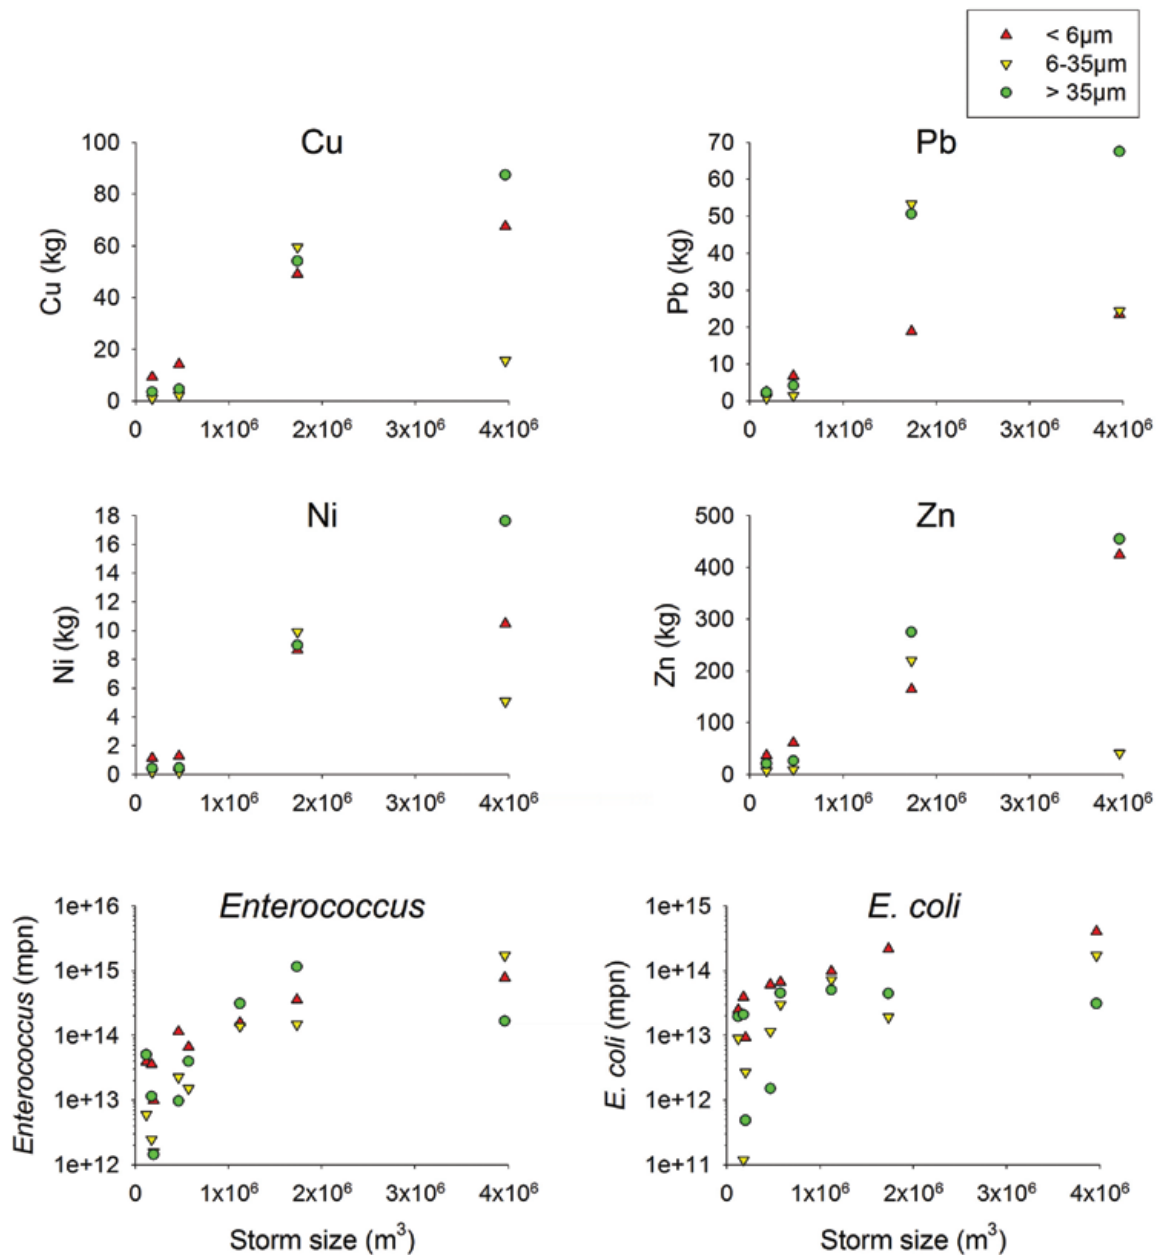 < 6µm
6-35µm
> 35µm
Cu
Cu (kg)
100
80
60
40
20
0
0 1x10⁶ 2x10⁶ 3x10⁶ 4x10⁶
Pb
Pb (kg)
70
60
50
40
30
20
10
0
0 1x10⁶ 2x10⁶ 3x10⁶ 4x10⁶
Ni
Ni (kg)
18
16
14
12
10
8
6
4
2
0
0 1x10⁶ 2x10⁶ 3x10⁶ 4x10⁶
Zn
Zn (kg)
500
400
300
200
100
0
0 1x10⁶ 2x10⁶ 3x10⁶ 4x10⁶
Enterococcus
Enterococcus (mpn)
1e+16
1e+15
1e+14
1e+13
1e+12
0 1x10⁶ 2x10⁶ 3x10⁶ 4x10⁶
Storm size (m³)
E. coli
E. coli (mpn)
1e+15
1e+14
1e+13
1e+12
1e+11
0 1x10⁶ 2x10⁶ 3x10⁶ 4x10⁶
Storm size (m³)